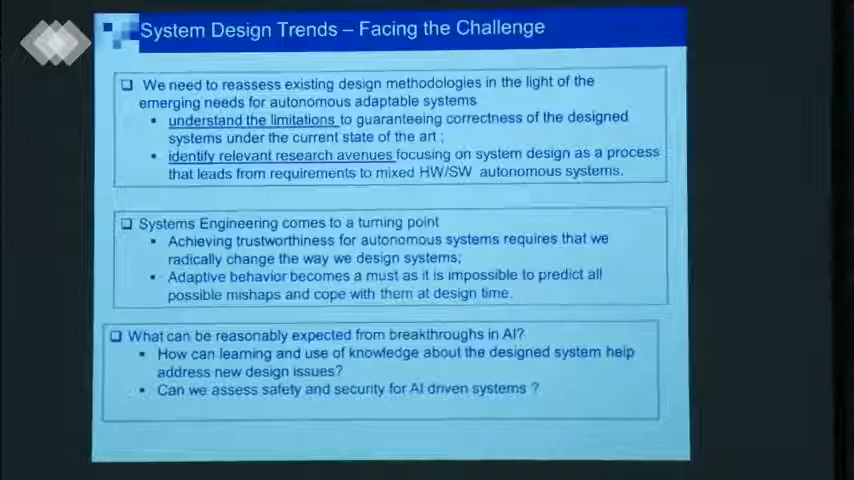 System Design Trends – Facing the Challenge
We need to reassess existing design methodologies in the light of the
emerging needs for autonomous adaptable systems
understand the limitations to guaranteeing correctness of the designed
systems under the current state of the art ;
identify relevant research avenues focusing on system design as a process
that leads from requirements to mixed HW/SW autonomous systems.
Systems Engineering comes to a turning point
Achieving trustworthiness for autonomous systems requires that we
radically change the way we design systems;
Adaptive behavior becomes a must as it is impossible to predict all
possible mishaps and cope with them at design time.
What can be reasonably expected from breakthroughs in AI?
How can learning and use of knowledge about the designed system help
address new design issues?
Can we assess safety and security for AI driven systems ?